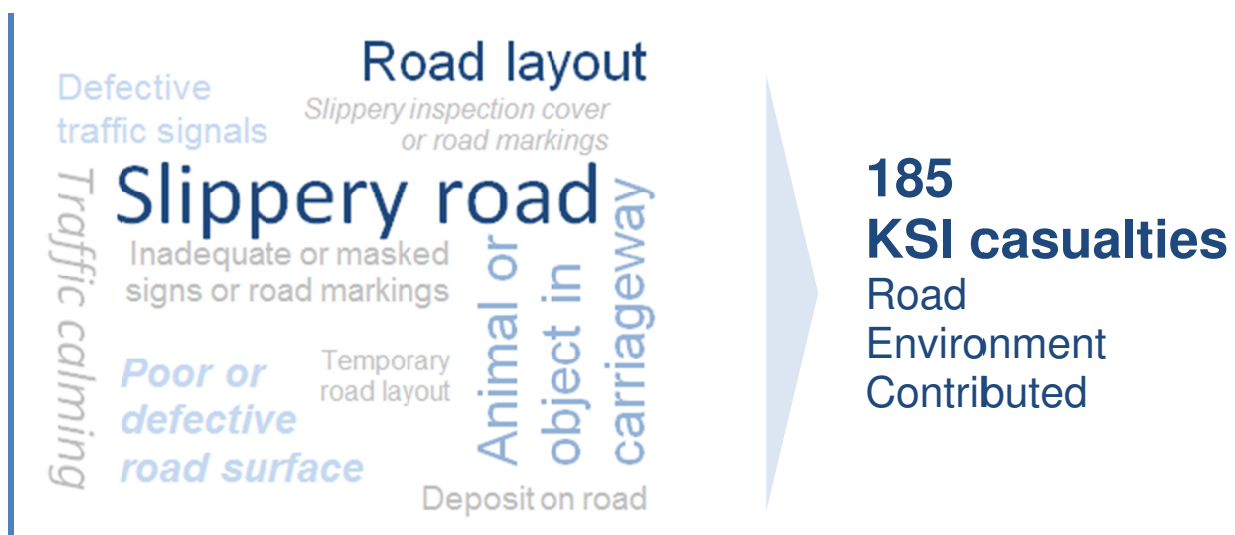 Road layout
Defective
traffic signals
Slippery inspection cover
or road markings
Slippery road
Traffic calming
Inadequate or masked
signs or road markings
Animal or
object in
carriageway
Poor or
defective
road surface
Temporary
road layout
Deposit on road
185
KSI casualties
Road
Environment
Contributed